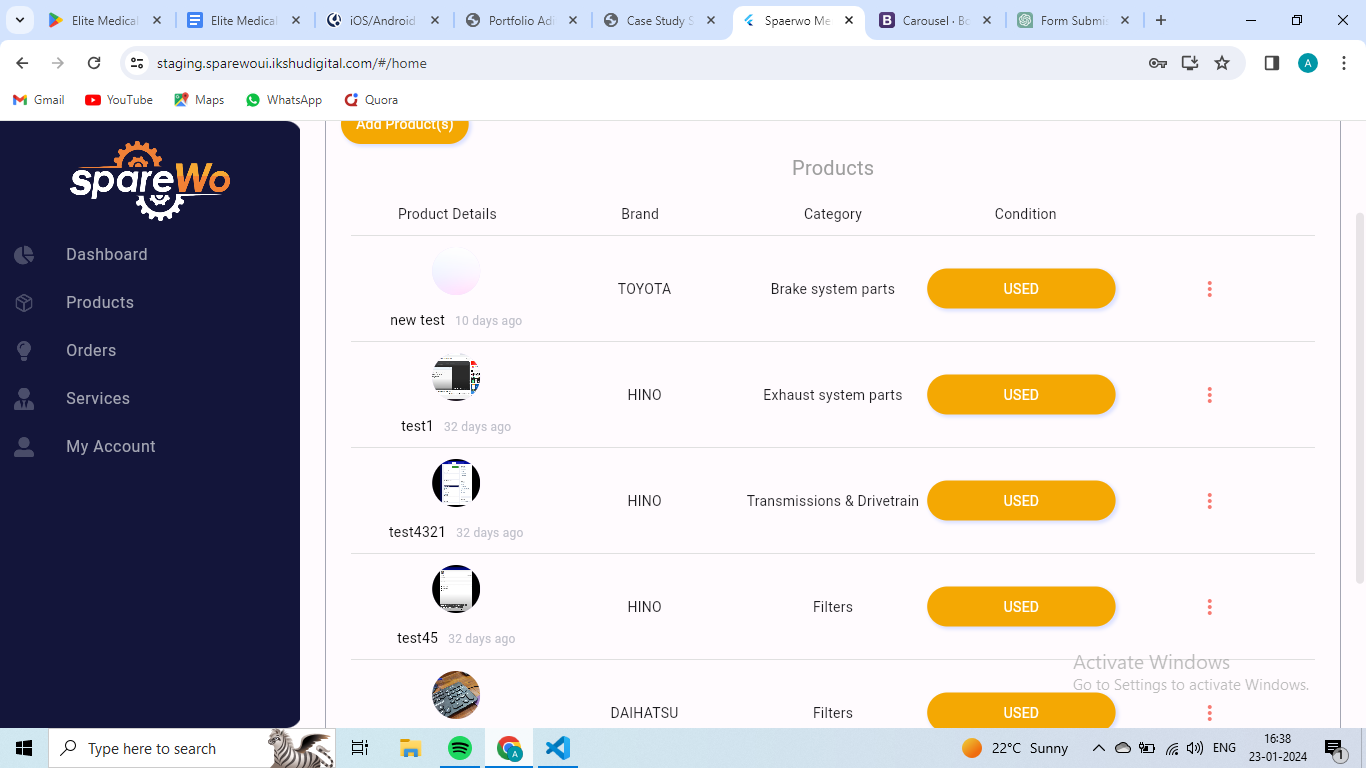 Elite Medical
Elite Medical
iOS/Android
Portfolio Adi
Case Study S
Spaerwo Me
Carousel · Bo
Form Submis
staging.sparewoui.ikshudigital.com/#/home
A
Gmail
YouTube
Maps
WhatsApp
Quora
spareWo
Dashboard
Products
Orders
Services
My Account
Add Product(s)
Products
Product Details Brand Category Condition
new test 10 days ago
TOYOTA
Brake system parts
USED
test1 32 days ago
HINO
Exhaust system parts
USED
test4321 32 days ago
HINO
Transmissions & Drivetrain
USED
test45 32 days ago
HINO
Filters
USED
DAIHATSU
Filters
USED
Activate Windows
Go to Settings to activate Windows.
Type here to search
22°C Sunny
ENG
16:38
23-01-2024
1